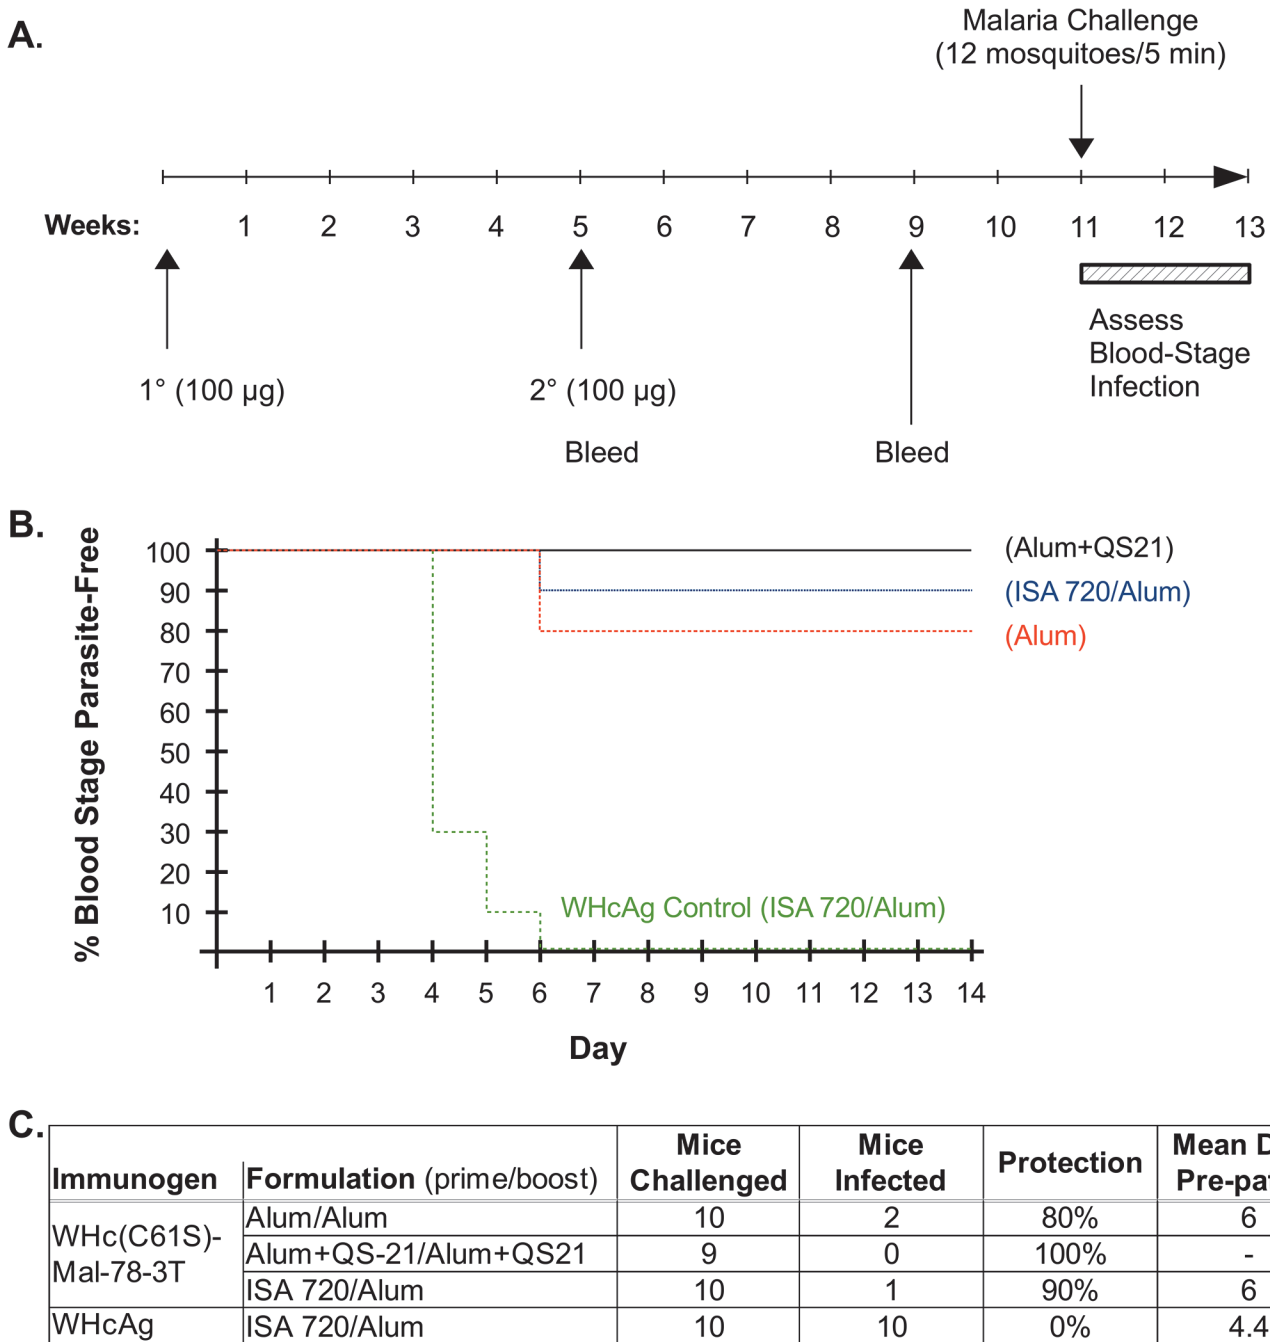 A.
Malaria Challenge
(12 mosquitoes/5 min)
Weeks: 1 2 3 4 5 6 7 8 9 10 11 12 13
1° (100 µg)
2° (100 µg)
Bleed
Bleed
Assess
Blood-Stage
Infection
B.
% Blood Stage Parasite-Free
100
90
80
70
60
50
40
30
20
10
(Alum+QS21)
(ISA 720/Alum)
(Alum)
WHcAg Control (ISA 720/Alum)
1 2 3 4 5 6 7 8 9 10 11 12 13 14
Day
C.
Immunogen Formulation (prime/boost) Mice Challenged Mice Infected Protection Mean
WHc(C61S)-Mal-78-3T Alum/Alum 10 2 80% 6
Alum+QS-21/Alum+QS21 9 0 100% -
ISA 720/Alum 10 1 90% 6
WHcAg ISA 720/Alum 10 10 0% 4.4